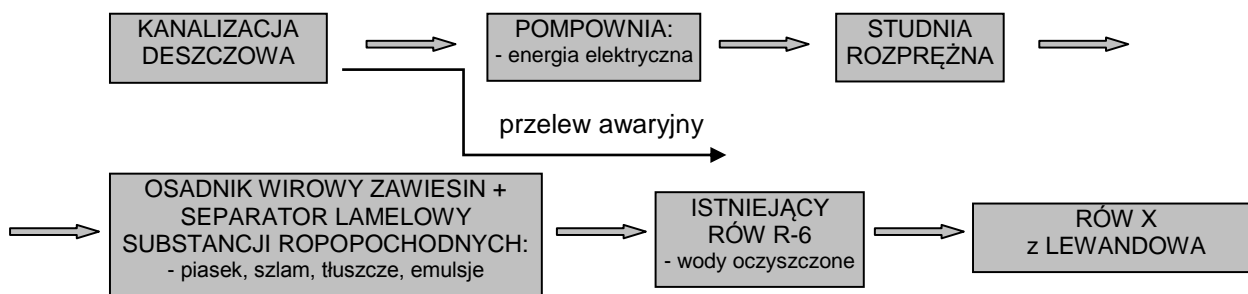 KANALIZACJA
DESZCZOWA
POMPOWNIA:
- energia elektryczna
STUDNIA
ROZPRĘŻNA
przelew awaryjny
OSADNIK WIROWY ZAWIESIN +
SEPARATOR LAMELOWY
SUBSTANCJI ROPOPOCHODNYCH:
- piasek, szlam, tłuszcze, emulsje
ISTNIEJĄCY
RÓW R-6
- wody oczyszczone
RÓW X
z LEWANDOWA